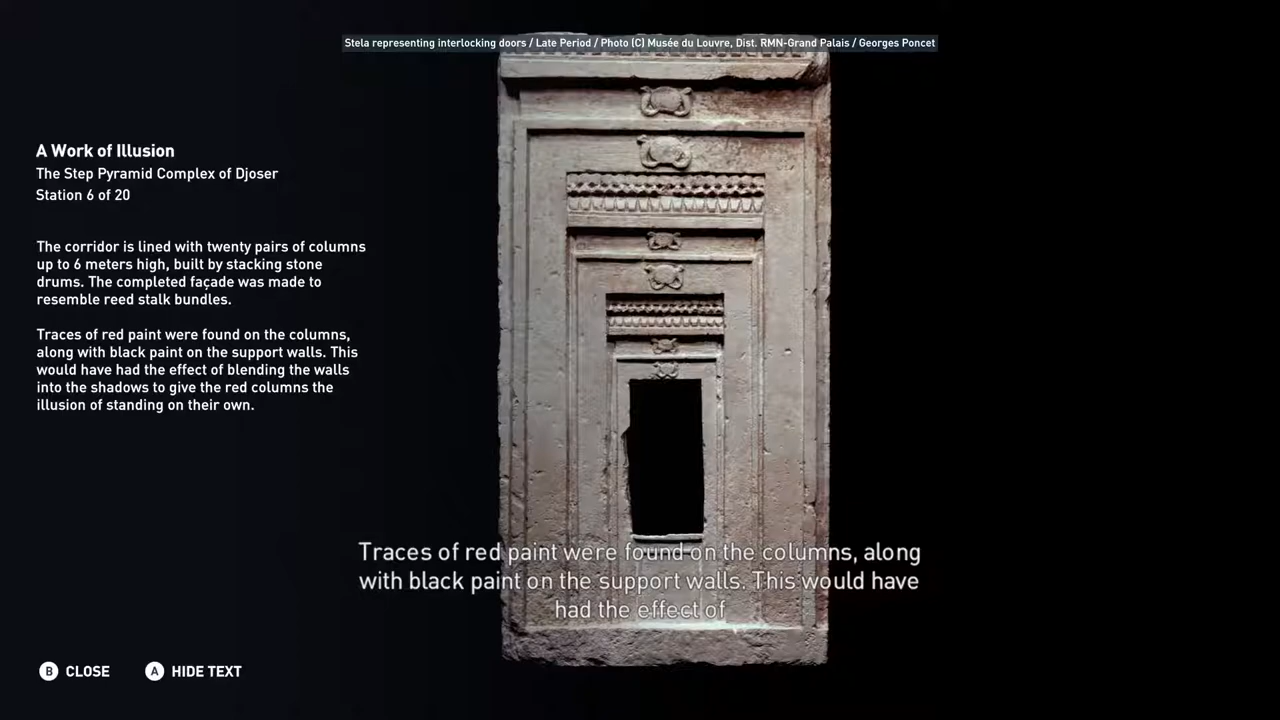 Stela representing interlocking doors / Late Period / Photo (C) Musée du Louvre, Dist. RMN-Grand Palais / Georges Poncet
A Work of Illusion
The Step Pyramid Complex of Djoser
Station 6 of 20
The corridor is lined with twenty pairs of columns
up to 6 meters high, built by stacking stone
drums. The completed façade was made to
resemble reed stalk bundles.
Traces of red paint were found on the columns,
along with black paint on the support walls. This
would have had the effect of blending the walls
into the shadows to give the red columns the
illusion of standing on their own.
Traces of red paint were found on the columns, along
with black paint on the support walls. This would have
had the effect of
B CLOSE
A HIDE TEXT